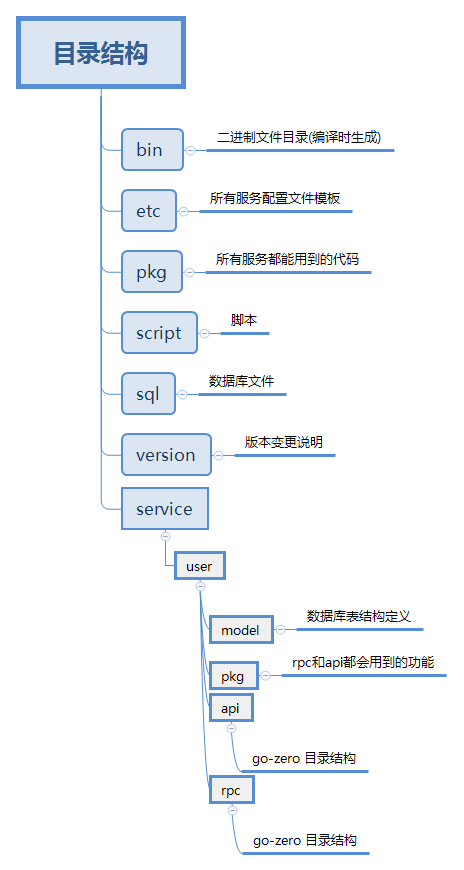 目录结构
bin
二进制文件目录(编译时生成)
etc
所有服务配置文件模板
pkg
所有服务都能用到的代码
script
脚本
sql
数据库文件
version
版本变更说明
service
user
model
数据库表结构定义
pkg
rpc和api都会用到的功能
api
go-zero 目录结构
rpc
go-zero 目录结构